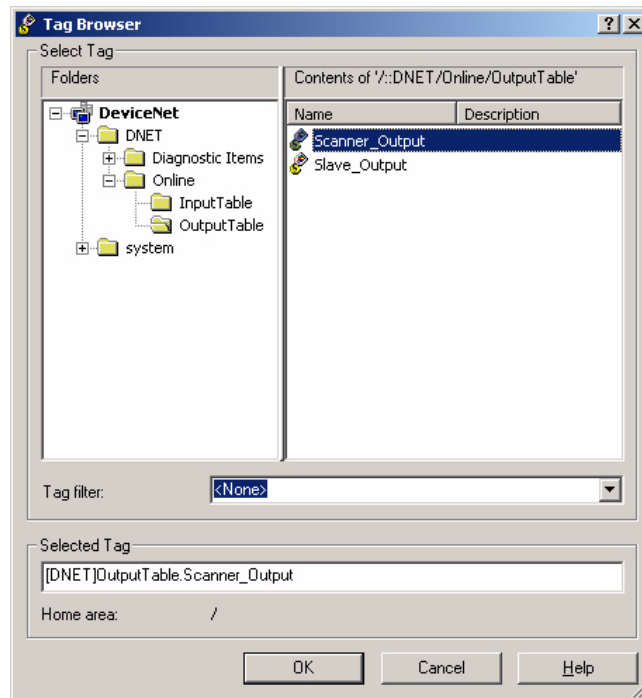 Tag Browser
Select Tag
Folders
Contents of '/::DNET/Online/OutputTable'
DeviceNet
DNET
Diagnostic Items
Online
InputTable
OutputTable
system
Name Description
Scanner_Output
Slave_Output
Tag filter: <None>
Selected Tag
[DNET]OutputTable.Scanner_Output
Home area: /
OK Cancel Help